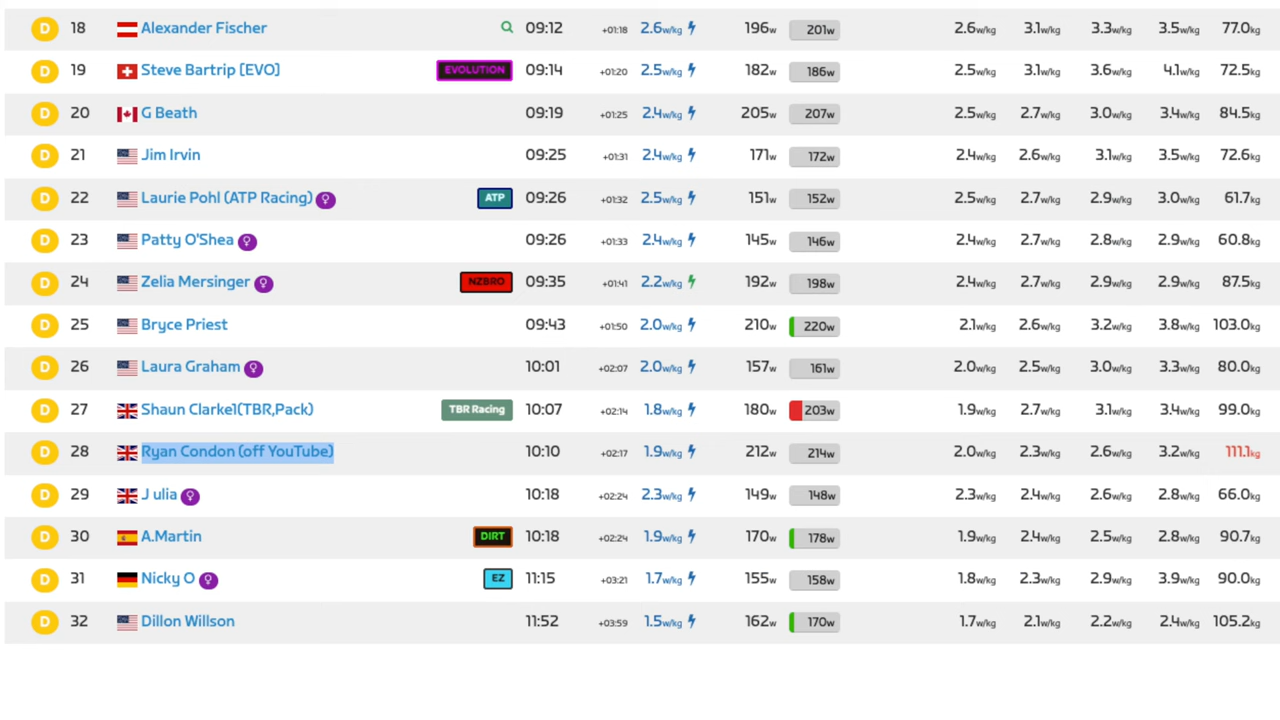 D 18 Alexander Fischer 09:12 +01:18 2.6w/kg 196w 201w 2.6w/kg 3.1w/kg 3.3w/kg 3.5w/kg 77.0kg
D 19 Steve Bartrip [EVO] EVOLUTION 09:14 +01:20 2.5w/kg 182w 186w 2.5w/kg 3.1w/kg 3.6w/kg 4.1w/kg 72.5kg
D 20 G Beath 09:19 +01:25 2.4w/kg 205w 207w 2.5w/kg 2.7w/kg 3.0w/kg 3.4w/kg 84.5kg
D 21 Jim Irvin 09:25 +01:31 2.4w/kg 171w 172w 2.4w/kg 2.6w/kg 3.1w/kg 3.5w/kg 72.6kg
D 22 Laurie Pohl (ATP Racing) ATP 09:26 +01:32 2.5w/kg 151w 152w 2.5w/kg 2.7w/kg 2.9w/kg 3.0w/kg 61.7kg
D 23 Patty O'Shea 09:26 +01:33 2.4w/kg 145w 146w 2.4w/kg 2.7w/kg 2.8w/kg 2.9w/kg 60.8kg
D 24 Zelia Mersinger NZBRO 09:35 +01:41 2.2w/kg 192w 198w 2.4w/kg 2.7w/kg 2.9w/kg 2.9w/kg 87.5kg
D 25 Bryce Priest 09:43 +01:50 2.0w/kg 210w 220w 2.1w/kg 2.6w/kg 3.2w/kg 3.8w/kg 103.0kg
D 26 Laura Graham 10:01 +02:07 2.0w/kg 157w 161w 2.0w/kg 2.5w/kg 3.0w/kg 3.3w/kg 80.0kg
D 27 Shaun Clarke1(TBR,Pack) TBR Racing 10:07 +02:14 1.8w/kg 180w 203w 1.9w/kg 2.7w/kg 3.1w/kg 3.4w/kg 99.0kg
D 28 Ryan Condon (off YouTube) 10:10 +02:17 1.9w/kg 212w 214w 2.0w/kg 2.3w/kg 2.6w/kg 3.2w/kg 111.1kg
D 29 J ulia 10:18 +02:24 2.3w/kg 149w 148w 2.3w/kg 2.4w/kg 2.6w/kg 2.8w/kg 66.0kg
D 30 A.Martin DIRT 10:18 +02:24 1.9w/kg 170w 178w 1.9w/kg 2.4w/kg 2.5w/kg 2.8w/kg 90.7kg
D 31 Nicky O EZ 11:15 +03:21 1.7w/kg 155w 158w 1.8w/kg 2.3w/kg 2.9w/kg 3.9w/kg 90.0kg
D 32 Dillon Willson 11:52 +03:59 1.5w/kg 162w 170w 1.7w/kg 2.1w/kg 2.2w/kg 2.4w/kg 105.2kg